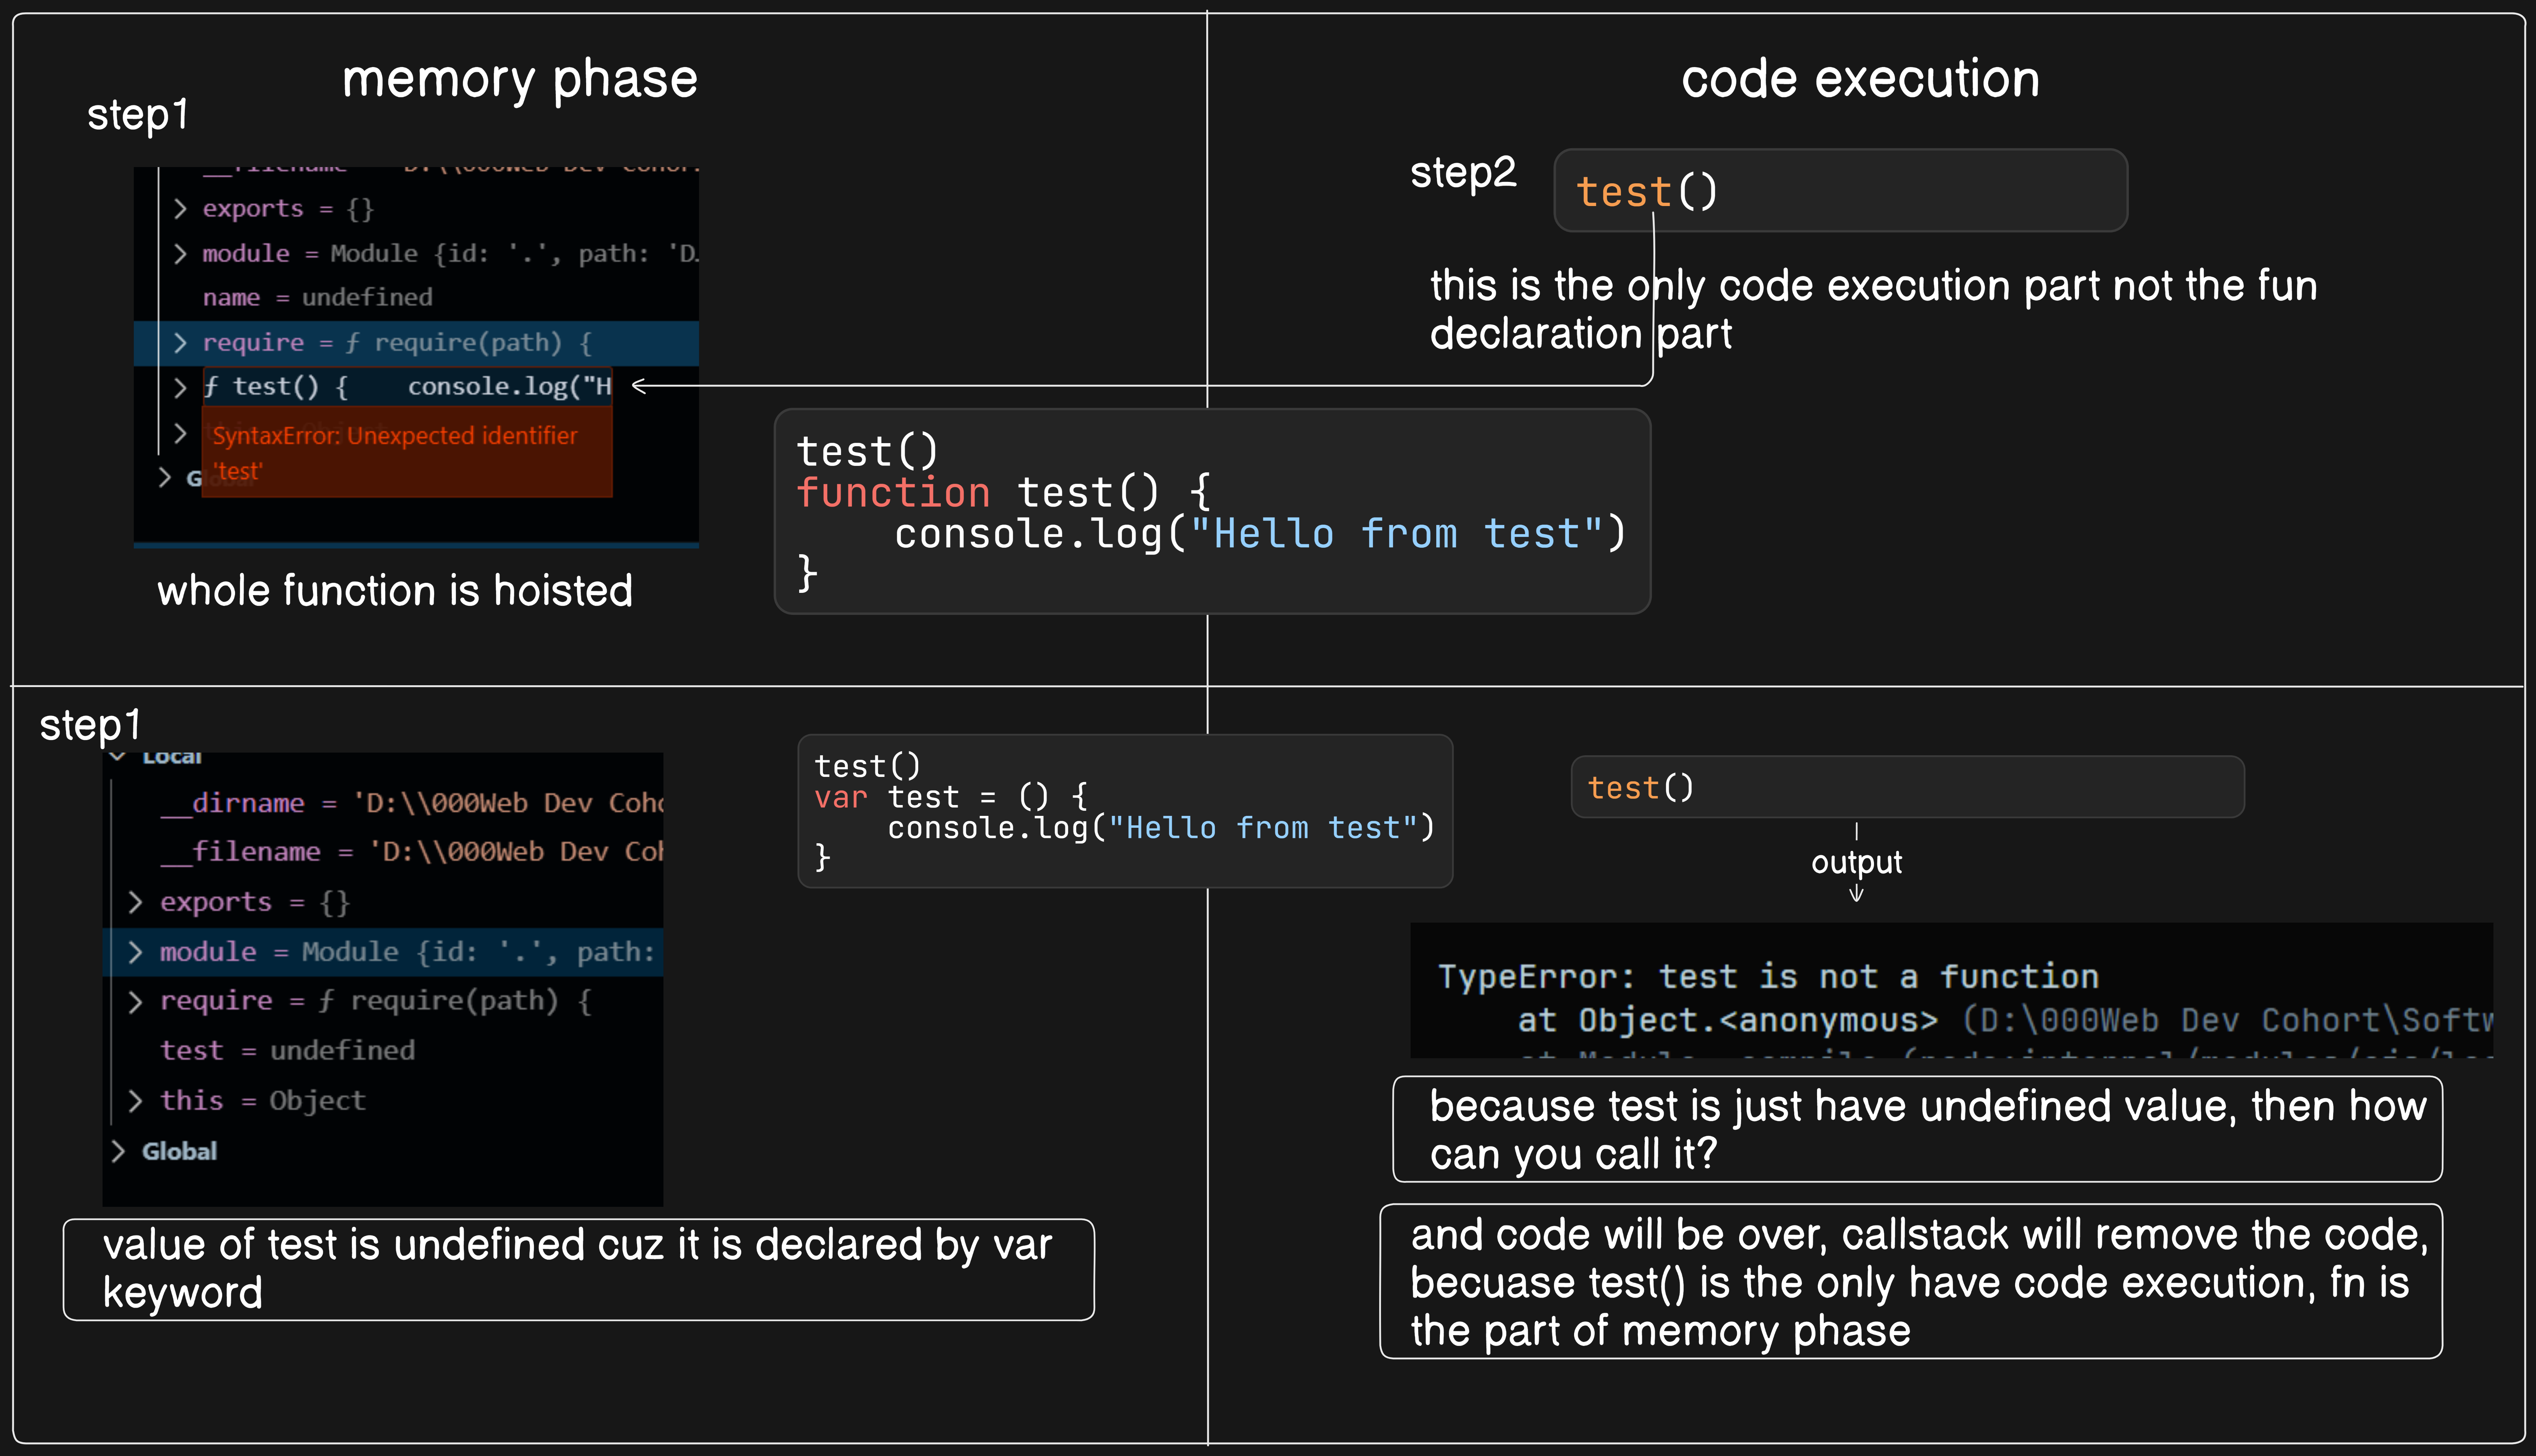 memory phase
code execution
step1
exports = {}
module = Module {id: '.', path: 'D.
name = undefined
require = ƒ require(path) {
ƒ test() {    console.log("H
SyntaxError: Unexpected identifier
'test'
whole function is hoisted
step2
test()
this is the only code execution part not the fun
declaration part
test()
function test() {
    console.log("Hello from test")
}
step1
Local
__dirname = 'D:\\000Web Dev Coho
__filename = 'D:\\000Web Dev Coh
exports = {}
module = Module {id: '.', path:
require = ƒ require(path) {
test = undefined
this = Object
Global
value of test is undefined cuz it is declared by var
keyword
test()
var test = () {
    console.log("Hello from test")
}
test()
output
TypeError: test is not a function
    at Object.<anonymous> (D:\000Web Dev Cohort\Softw
because test is just have undefined value, then how
can you call it?
and code will be over, callstack will remove the code,
becuase test() is the only have code execution, fn is
the part of memory phase